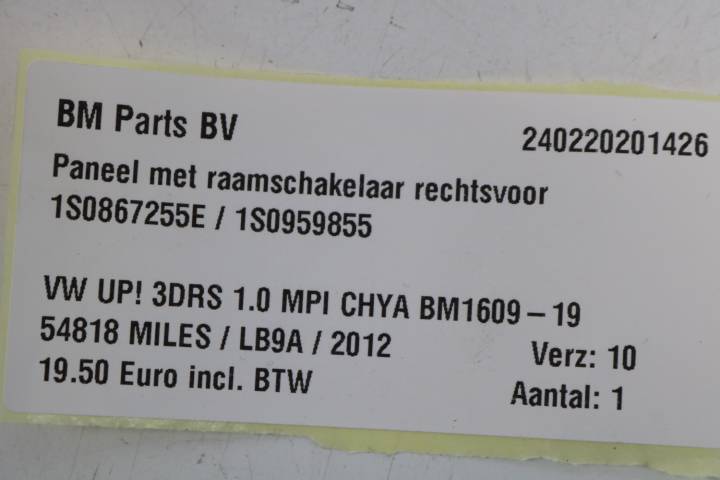 BM Parts BV
240220201426
Paneel met raamschakelaar rechtsvoor
1S0867255E / 1S0959855
VW UP! 3DRS 1.0 MPI CHYA BM1609 – 19
54818 MILES / LB9A / 2012
Verz: 10
19.50 Euro incl. BTW
Aantal: 1